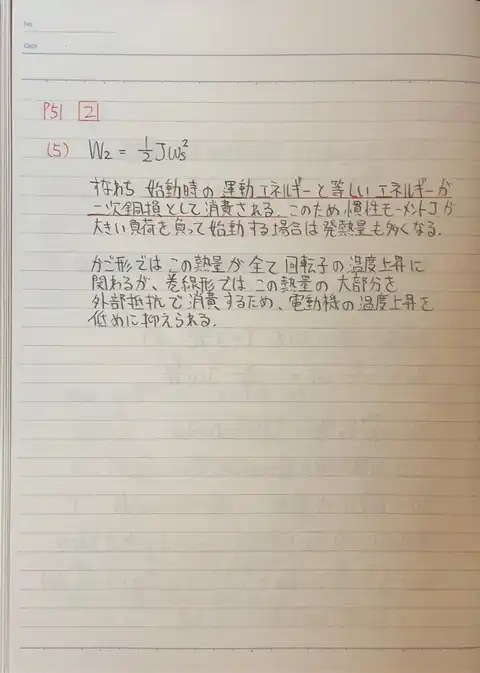 No.
Date
P51 2
(5) W₂ = 1/2 Jωs²
すなわち 始動時の運動エネルギーと等しいエネルギーが
二次銅損として消費される。このため慣性モーメントJが
大きい負荷を負って始動する場合は発熱量も多くなる。
かご形では この熱量が全て回転子の温度上昇に
関わるが、巻線形では この熱量の大部分を
外部抵抗で消費するため、電動機の温度上昇を
低めに抑えられる。